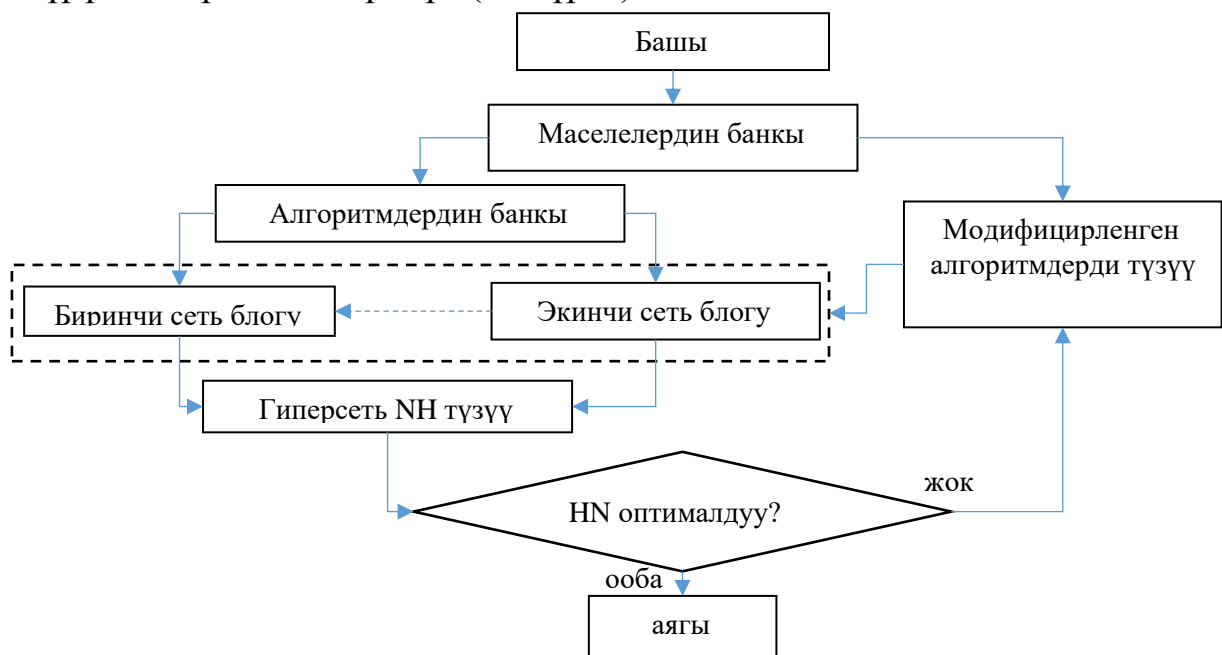 Башы
Маселелердин банкы
Алгоритмдердин банкы
Модифицирленген
алгоритмдерди түзүү
Биринчи сеть блогу
Экинчи сеть блогу
Гиперсеть NH түзүү
жок
HN оптималдуу?
ооба
аягы